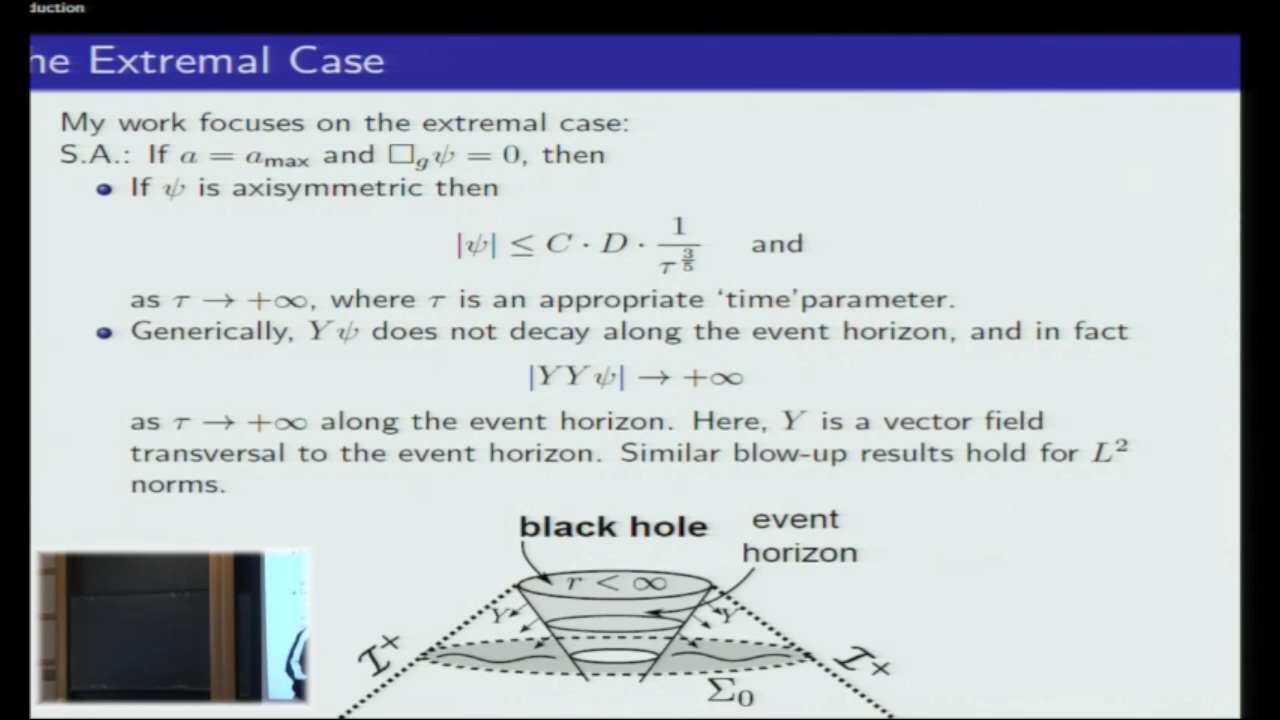 duction
he Extremal Case
My work focuses on the extremal case:
S.A.: If a = a_max and □_gψ = 0, then
• If ψ is axisymmetric then
|ψ| ≤ C · D · 1/τ^{3/5} and
as τ → +∞, where τ is an appropriate ‘time’parameter.
• Generically, Yψ does not decay along the event horizon, and in fact
|YYψ| → +∞
as τ → +∞ along the event horizon. Here, Y is a vector field
transversal to the event horizon. Similar blow-up results hold for L²
norms.
black hole
event
horizon
r < ∞
Y
Y
I⁺
I⁺
Σ₀